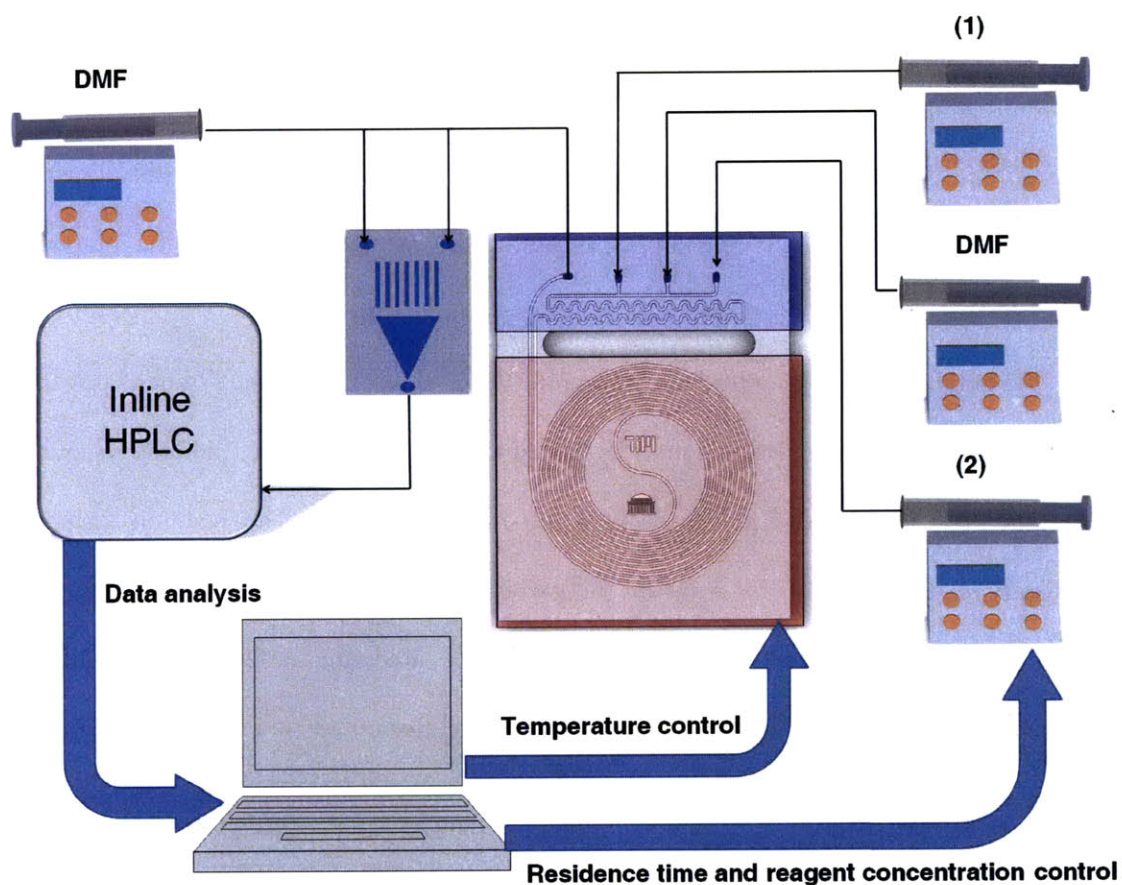 (1)
DMF
DMF
Inline
HPLC
(2)
Data analysis
Temperature control
Residence time and reagent concentration control